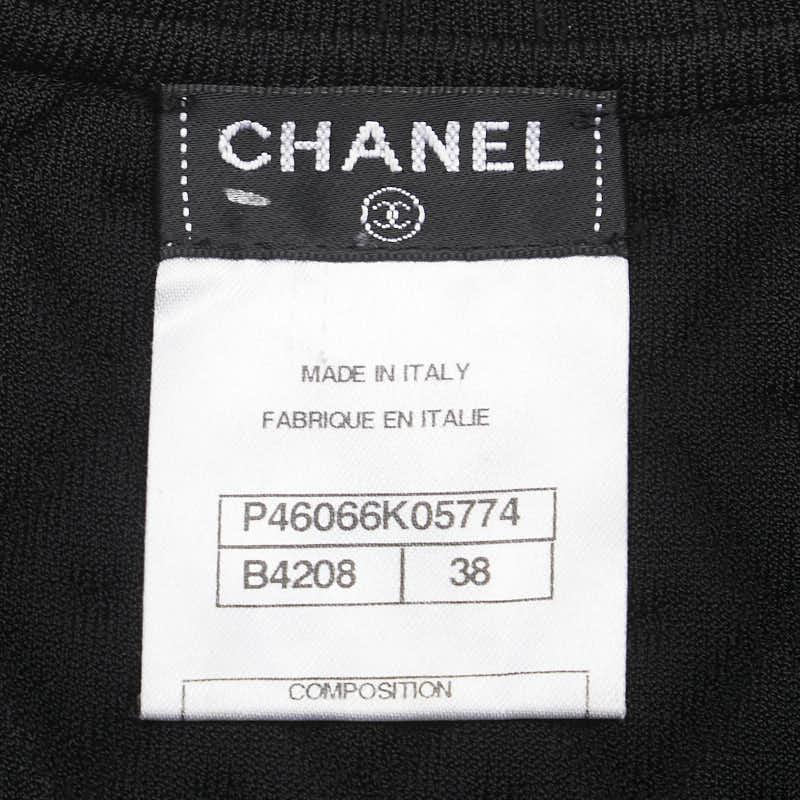 CHANEL
MADE IN ITALY
FABRIQUE EN ITALIE
P46066K05774
B4208 38
COMPOSITION